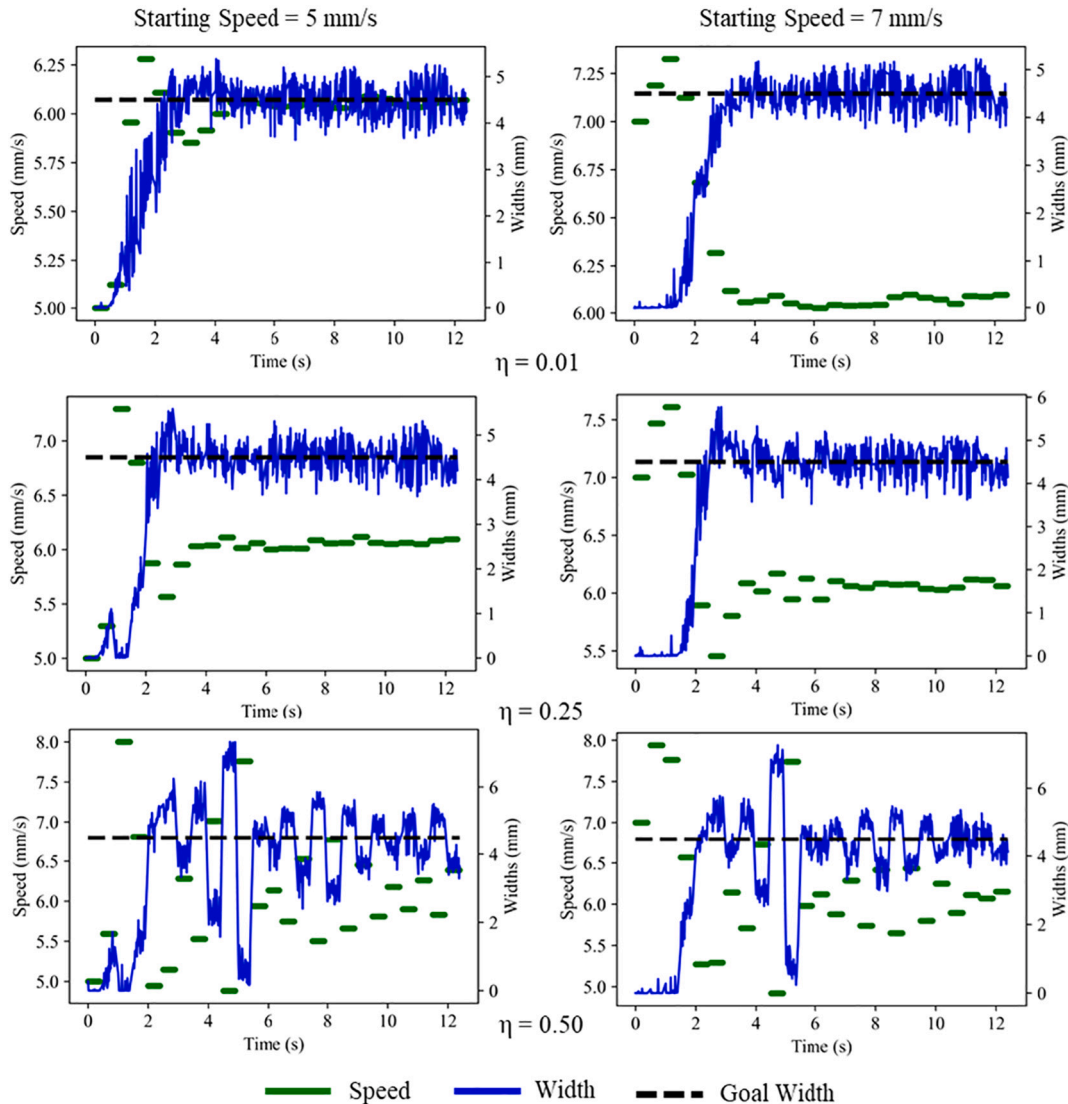 Starting Speed = 5 mm/s
Starting Speed = 7 mm/s
6.25
6.00
5.75
5.50
5.25
5.00
Speed (mm/s)
5
4
3
2
1
0
Widths (mm)
0 2 4 6 8 10 12
Time (s)
7.25
7.00
6.75
6.50
6.25
6.00
Speed (mm/s)
5
4
3
2
1
0
Widths (mm)
0 2 4 6 8 10 12
Time (s)
η = 0.01
7.0
6.5
6.0
5.5
5.0
Speed (mm/s)
5
4
3
2
1
0
Widths (mm)
0 2 4 6 8 10 12
Time (s)
7.5
7.0
6.5
6.0
5.5
Speed (mm/s)
6
5
4
3
2
1
0
Widths (mm)
0 2 4 6 8 10 12
Time (s)
η = 0.25
8.0
7.5
7.0
6.5
6.0
5.5
5.0
Speed (mm/s)
6
4
2
0
Widths (mm)
0 2 4 6 8 10 12
Time (s)
8.0
7.5
7.0
6.5
6.0
5.5
5.0
Speed (mm/s)
6
4
2
0
Widths (mm)
0 2 4 6 8 10 12
Time (s)
η = 0.50
Speed Width Goal Width